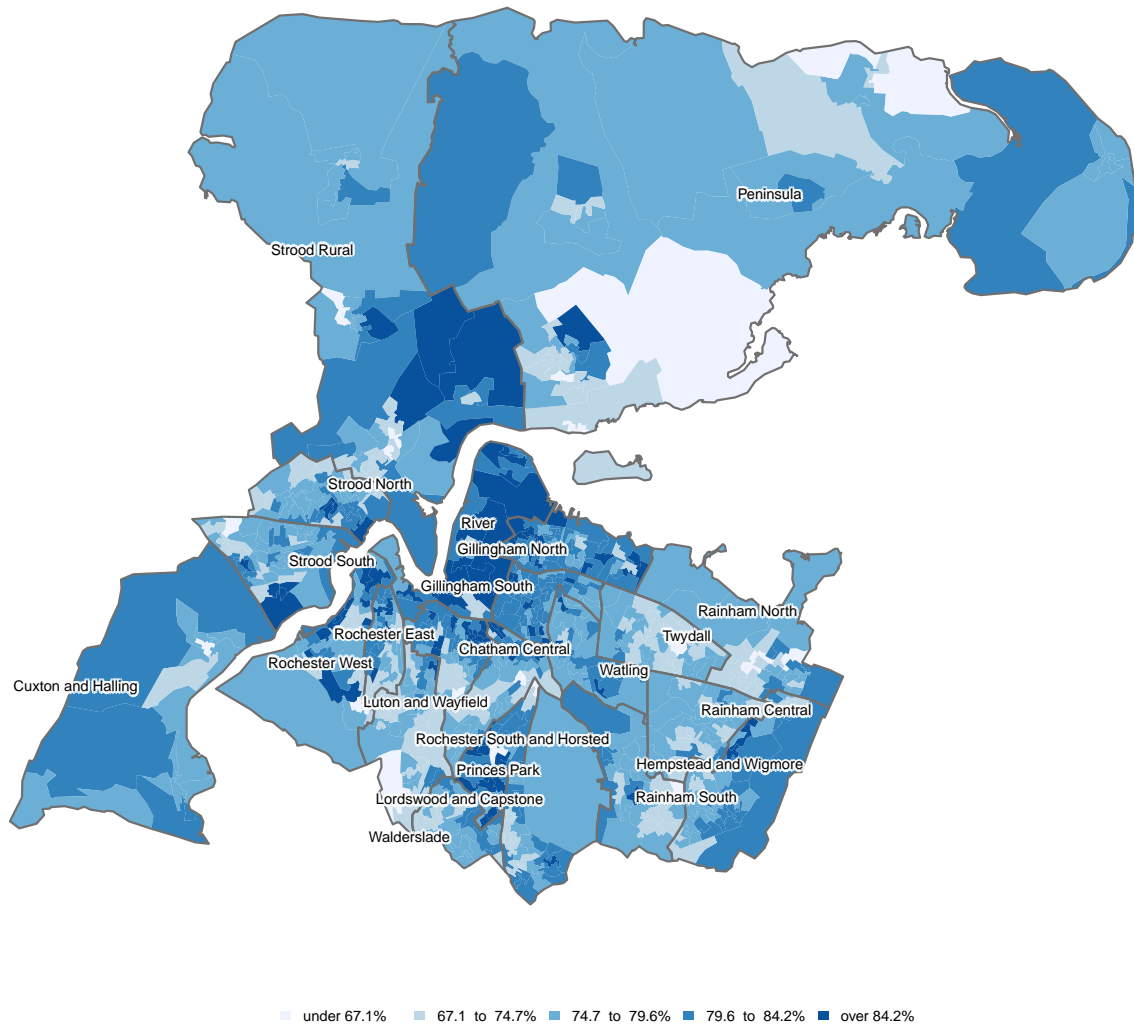 Peninsula
Strood Rural
Strood North
River
Gillingham North
Strood South
Gillingham South
Rainham North
Rochester East
Twydall
Chatham Central
Rochester West
Watling
Cuxton and Halling
Luton and Wayfield
Rainham Central
Rochester South and Horsted
Hempstead and Wigmore
Princes Park
Lordswood and Capstone
Rainham South
Walderslade
under 67.1% 67.1 to 74.7% 74.7 to 79.6% 79.6 to 84.2% over 84.2%